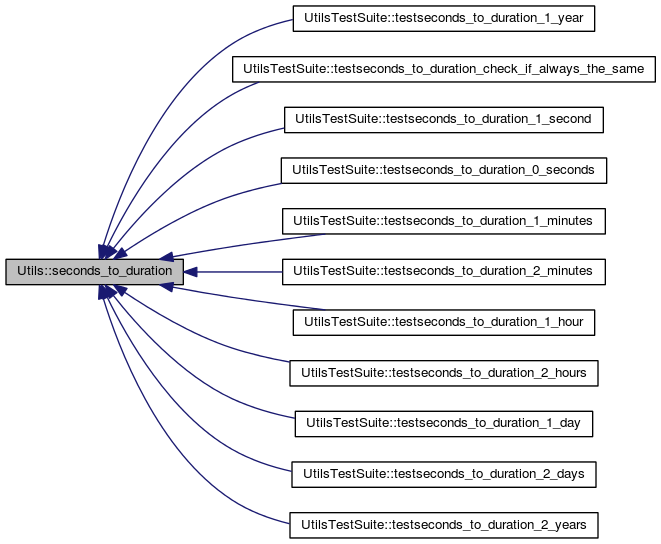 UtilsTestSuite::testseconds_to_duration_1_year
UtilsTestSuite::testseconds_to_duration_check_if_always_the_same
UtilsTestSuite::testseconds_to_duration_1_second
UtilsTestSuite::testseconds_to_duration_0_seconds
UtilsTestSuite::testseconds_to_duration_1_minutes
Utils::seconds_to_duration
UtilsTestSuite::testseconds_to_duration_2_minutes
UtilsTestSuite::testseconds_to_duration_1_hour
UtilsTestSuite::testseconds_to_duration_2_hours
UtilsTestSuite::testseconds_to_duration_1_day
UtilsTestSuite::testseconds_to_duration_2_days
UtilsTestSuite::testseconds_to_duration_2_years